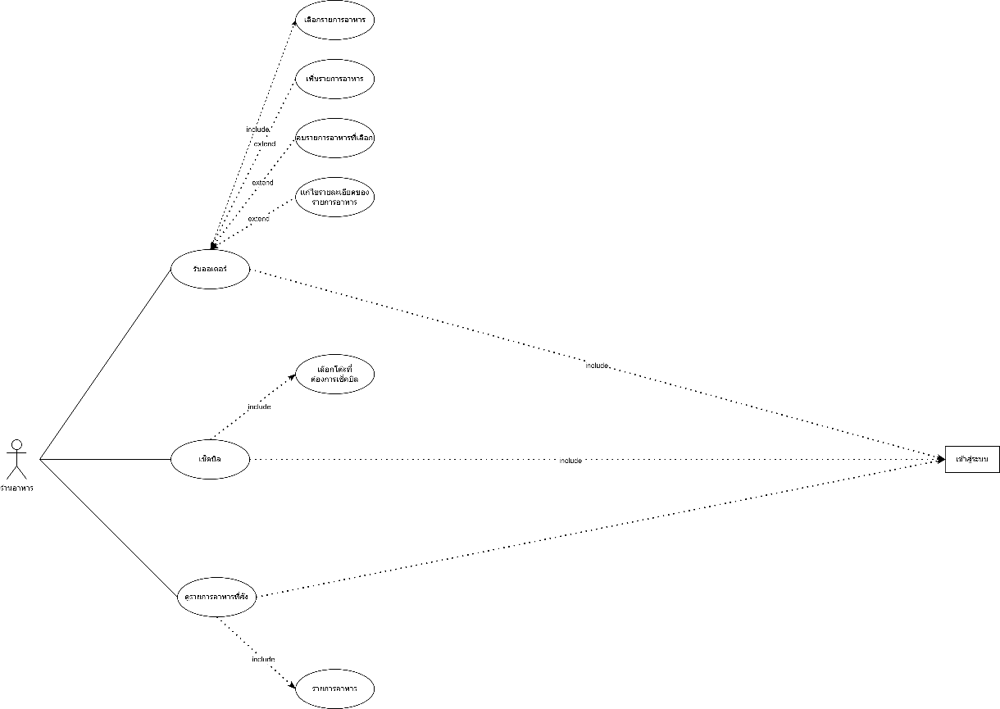 เลือกรายการอาหาร
เพิ่มรายการอาหาร
include
extend
ลบรายการอาหารที่เลือก
extend
แก้ไขรายละเอียดของ
รายการอาหาร
extend
รับออเดอร์
include
เลือกโต๊ะที่
ต้องการเช็คบิล
include
เช็คบิล
include
เข้าสู่ระบบ
ร้านอาหาร
ดูรายการอาหารที่สั่ง
include
รายการอาหาร